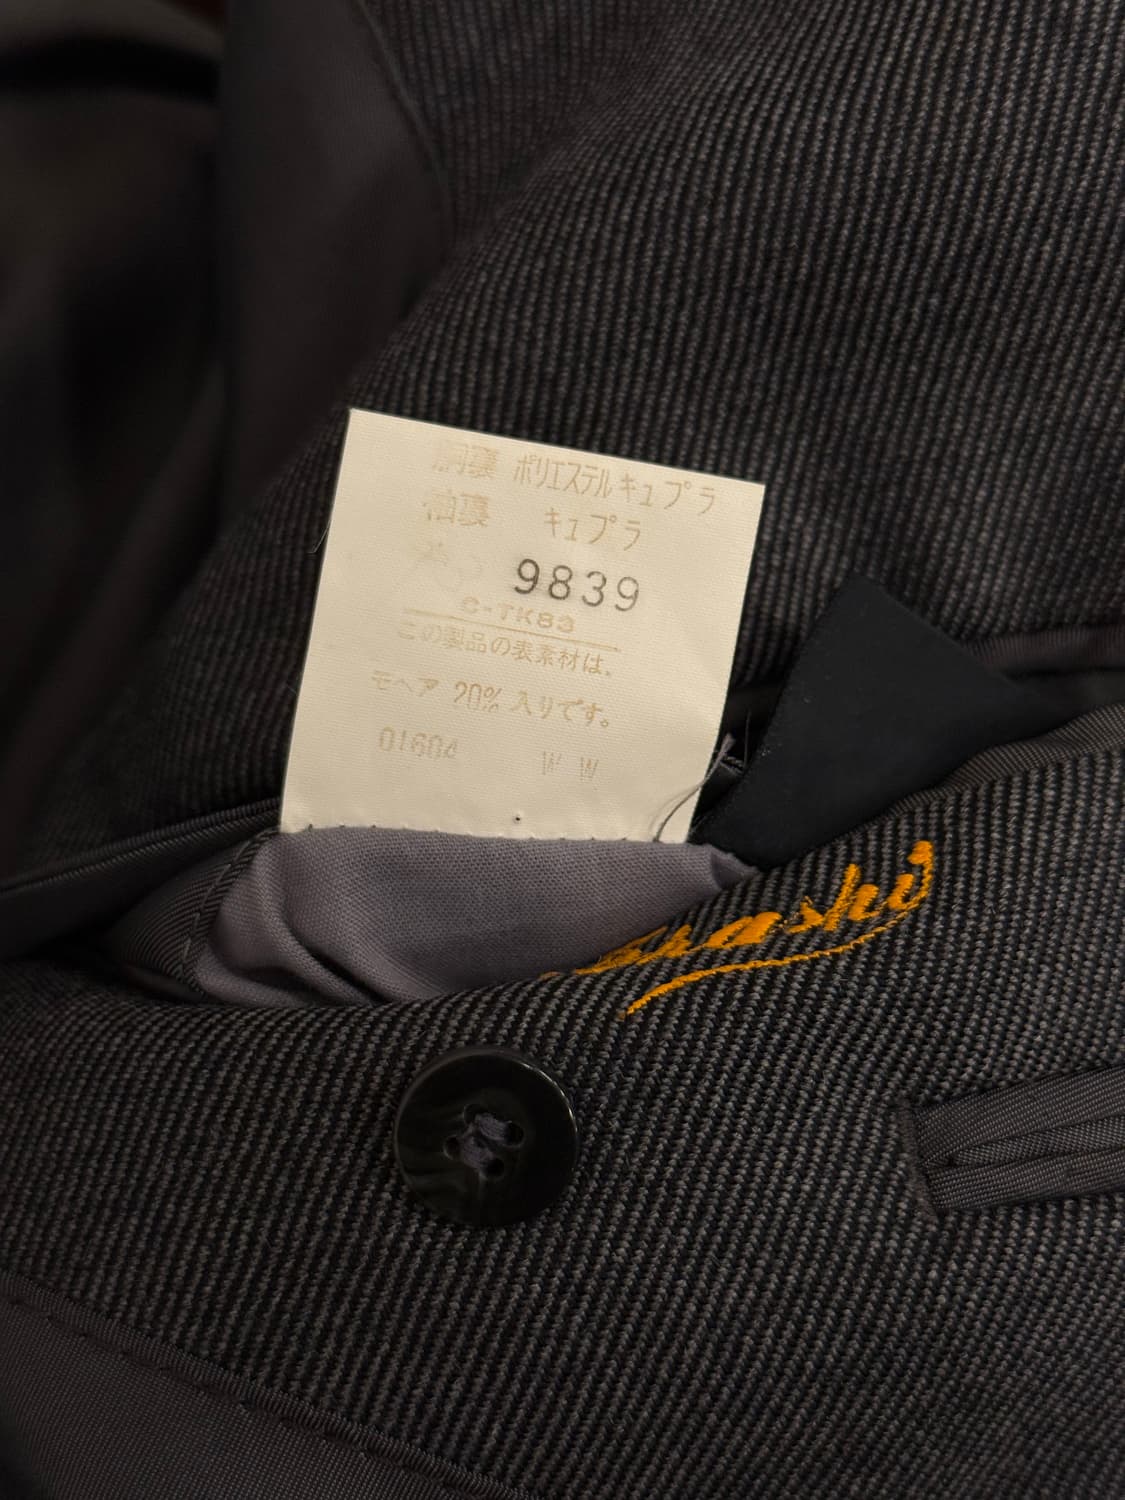 胴裏 ポリエステルキュプラ
袖裏 キュプラ
9839
C-TK83
この製品の表素材は、
モヘア 20% 入りです。
01604 W W